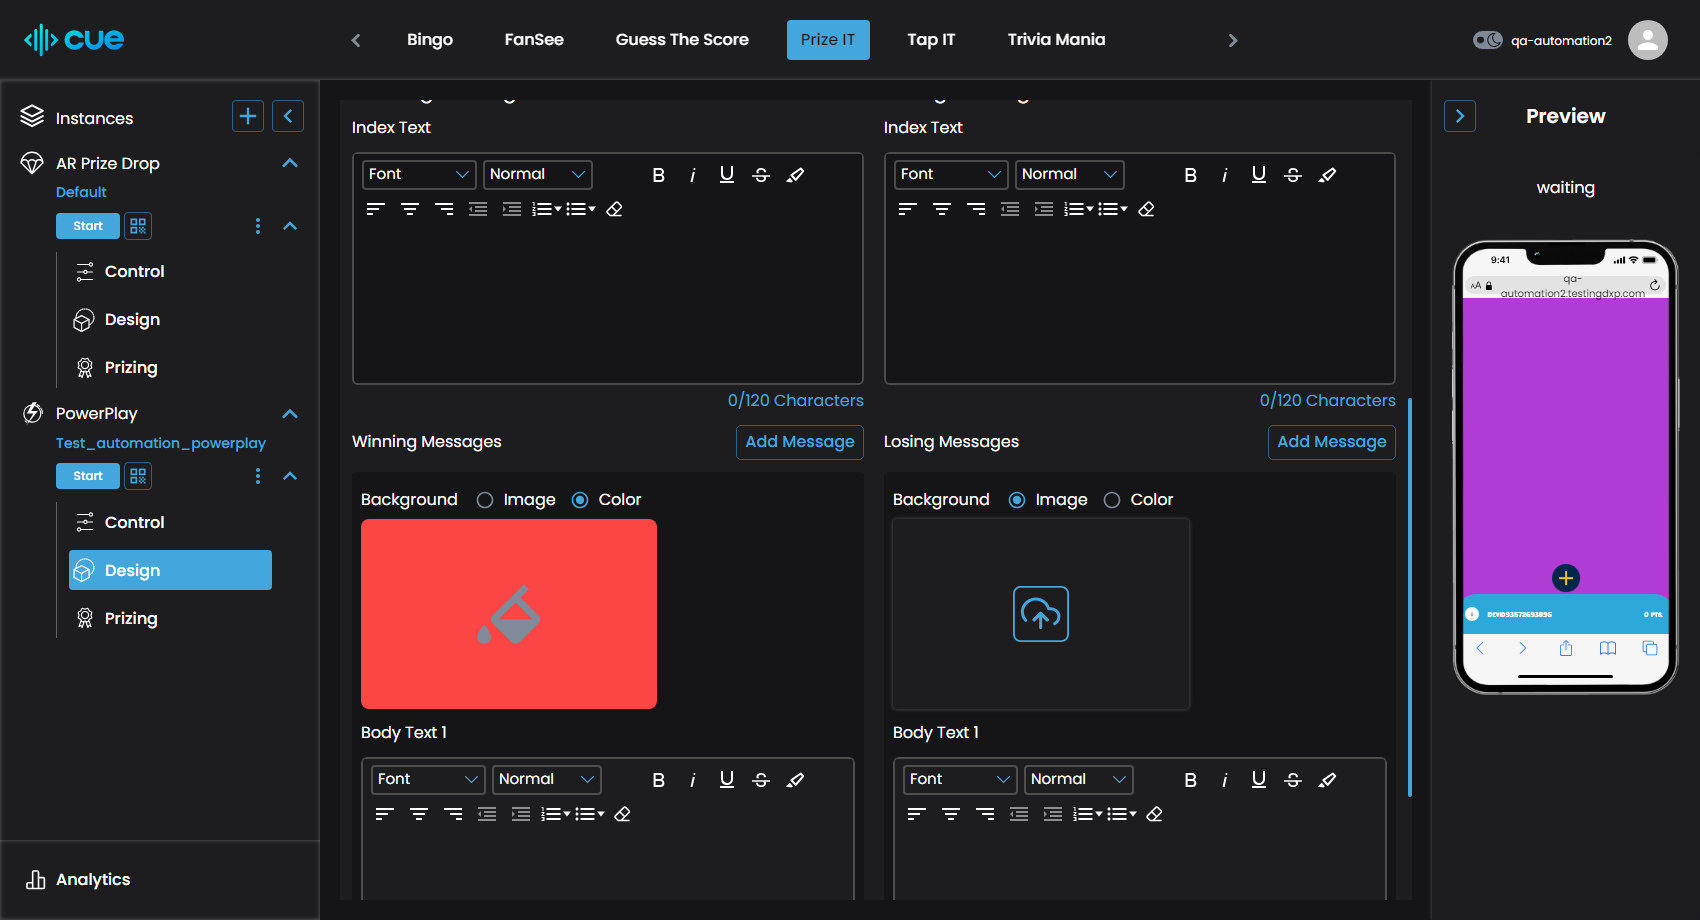 cue
Bingo
FanSee
Guess The Score
Prize IT
Tap IT
Trivia Mania
qa-automation2
Instances
AR Prize Drop
Default
Start
Control
Design
Prizing
PowerPlay
Test_automation_powerplay
Start
Control
Design
Prizing
Analytics
Index Text
Font
Normal
B
i
U
S
0/120 Characters
Winning Messages
Add Message
Background
Image
Color
Body Text 1
Font
Normal
B
i
U
S
Index Text
Font
Normal
B
i
U
S
0/120 Characters
Losing Messages
Add Message
Background
Image
Color
Body Text 1
Font
Normal
B
i
U
S
Preview
waiting
9:41
AA
qa-
automation2.testingdxp.com
0 PTS.